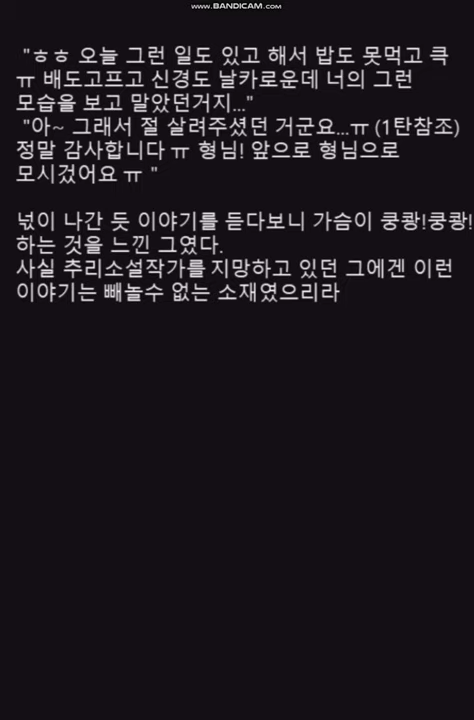 www.BANDICAM.com
"ㅎㅎ 오늘 그런 일도 있고 해서 밥도 못먹고 큭
ㅠ 배도고프고 신경도 날카로운데 너의 그런
모습을 보고 말았던거지..."
"아~ 그래서 절 살려주셨던 거군요...ㅠ (1탄참조)
정말 감사합니다 ㅠ 형님! 앞으로 형님으로
모시겄어요 ㅠ "
넋이 나간 듯 이야기를 듣다보니 가슴이 쿵쾅!쿵쾅!
하는 것을 느낀 그였다.
사실 추리소설작가를 지망하고 있던 그에겐 이런
이야기는 빼놀수 없는 소재였으리라